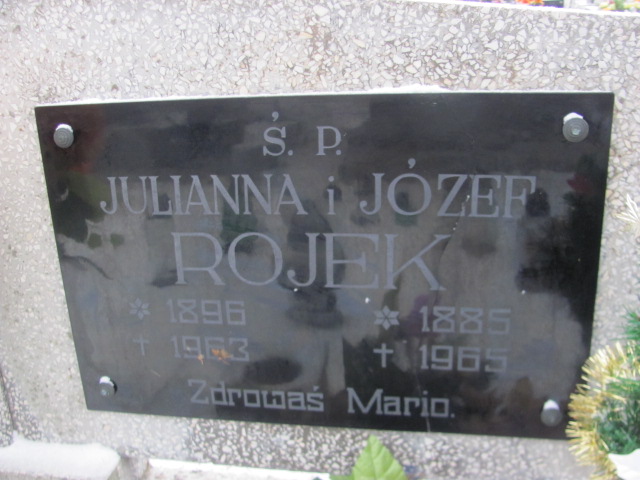 Ś. P.
JULIANNA i JÓZEF
ROJEK
* 1896 * 1885
† 1963 † 1965
Zdrowaś Mario.